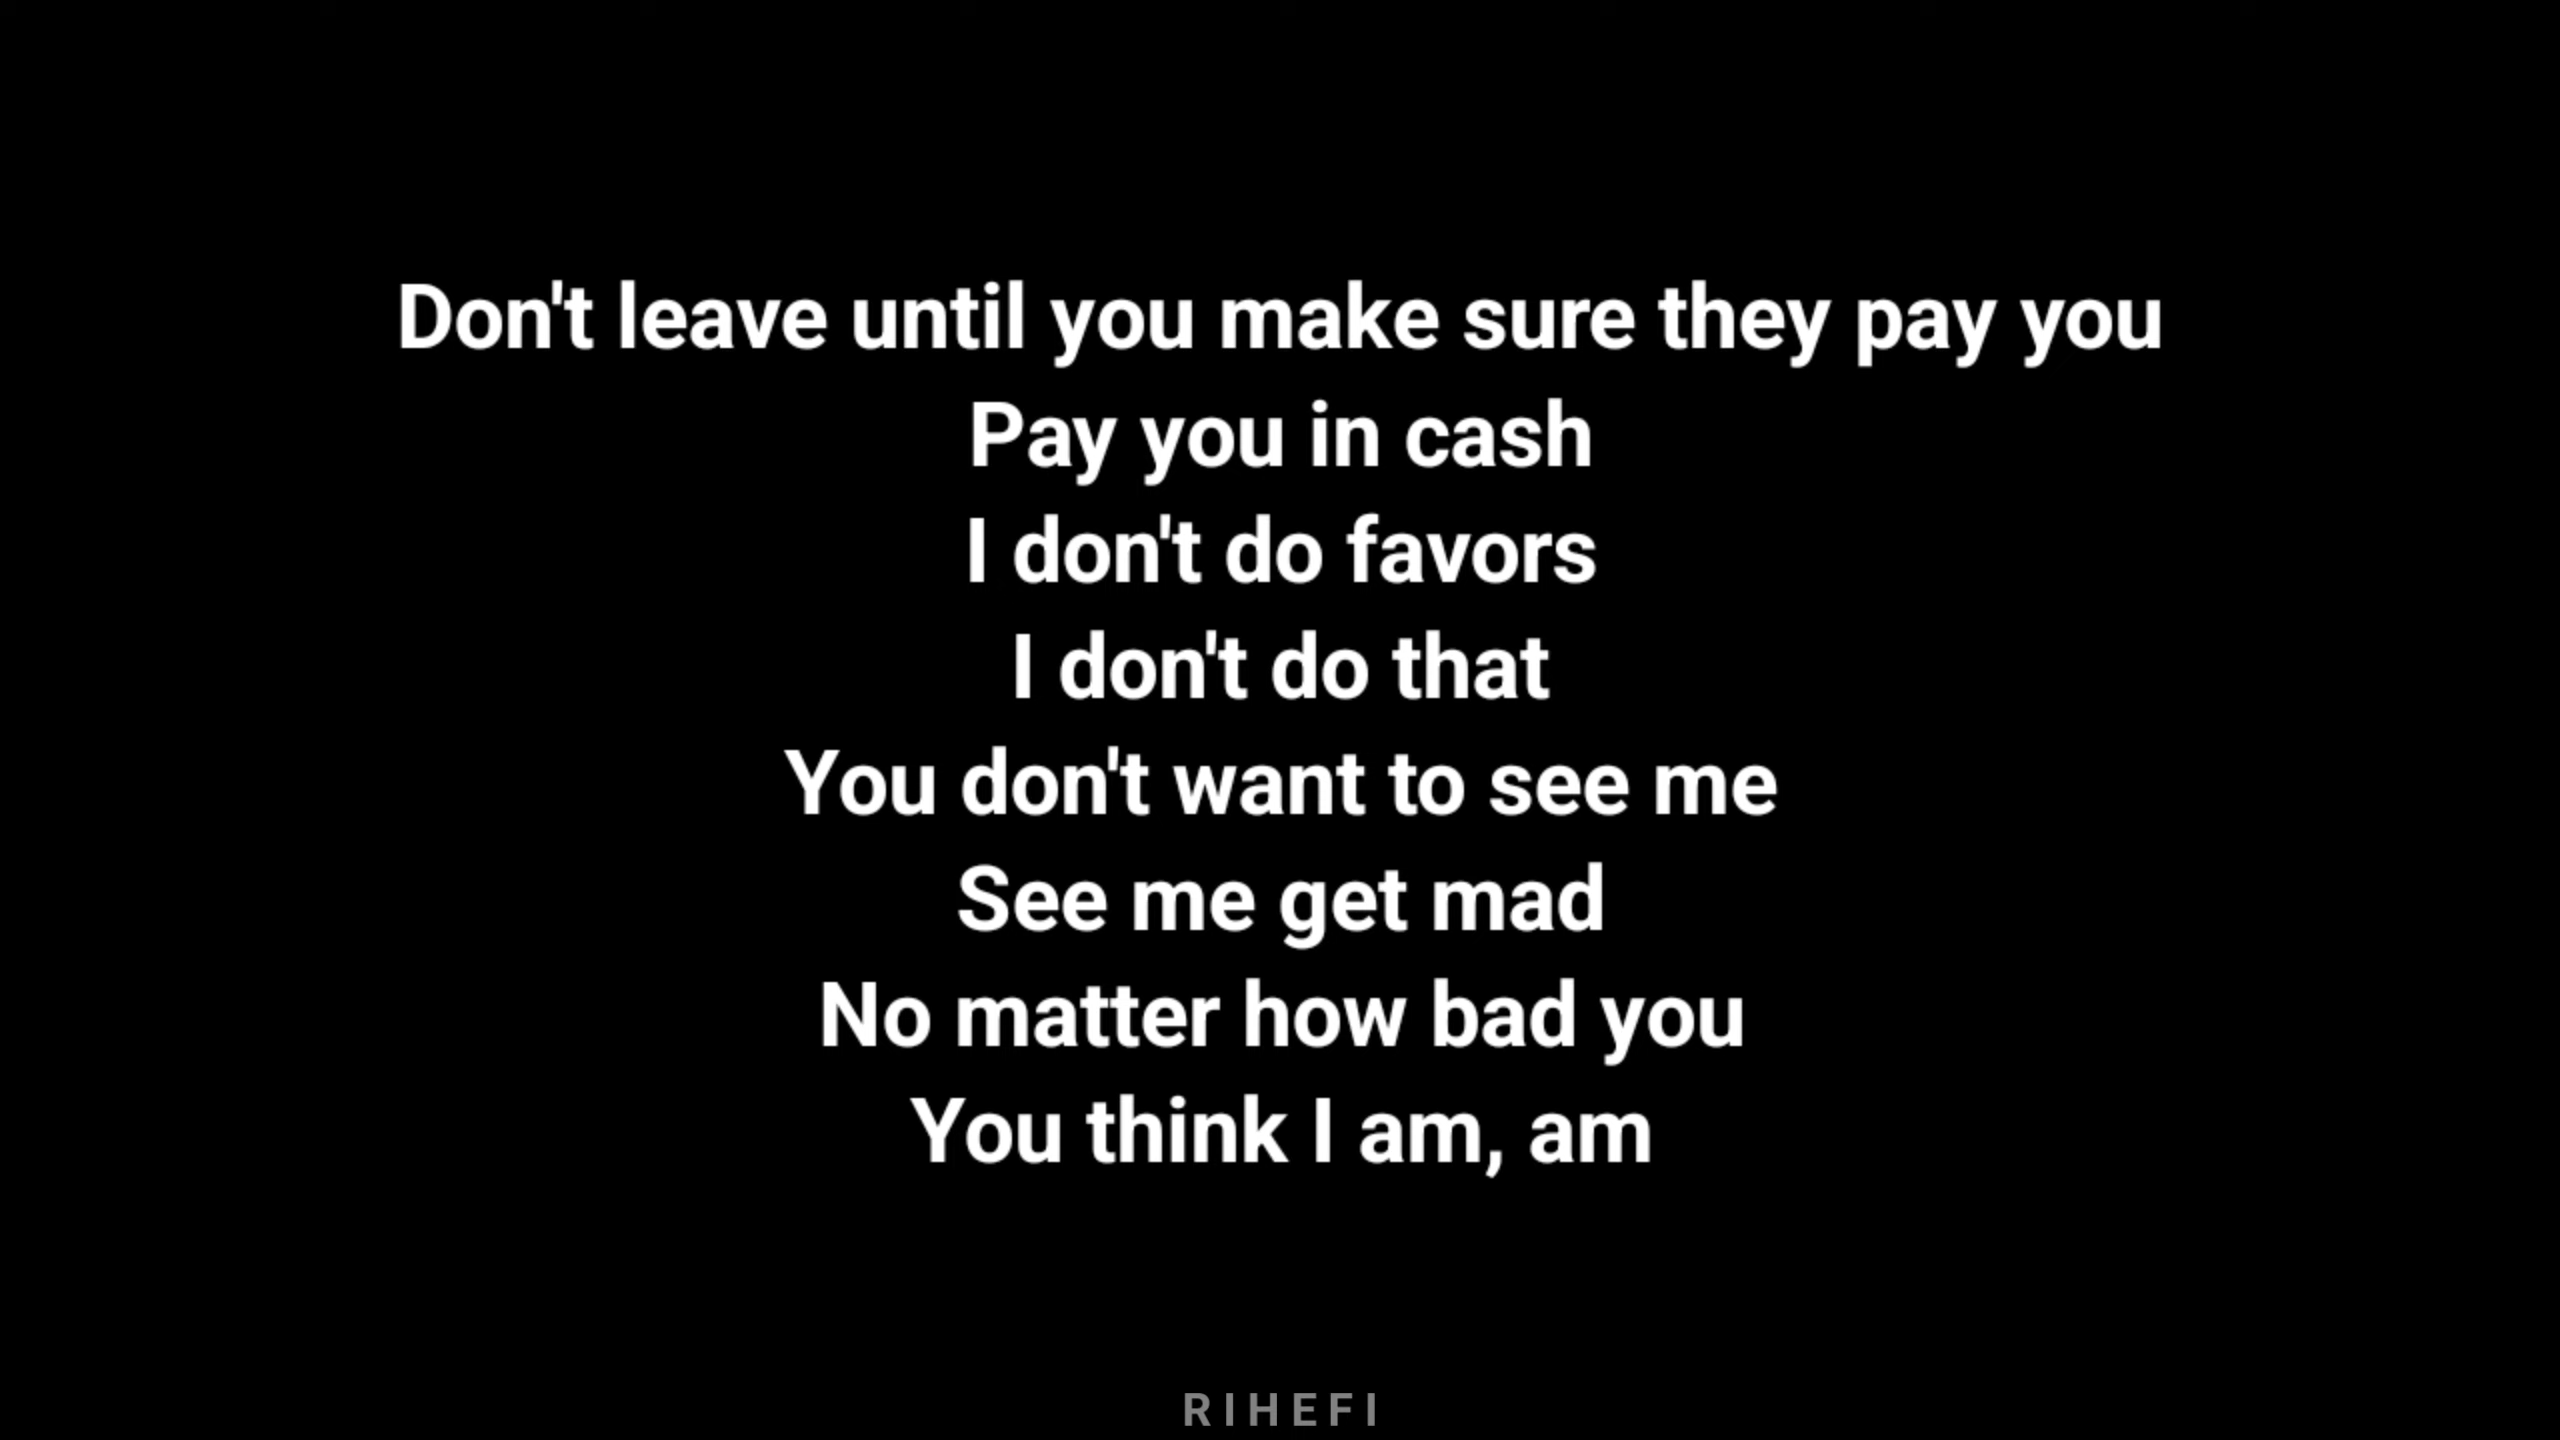 Don't leave until you make sure they pay you
Pay you in cash
I don't do favors
I don't do that
You don't want to see me
See me get mad
No matter how bad you
You think I am, am
RIHEFI